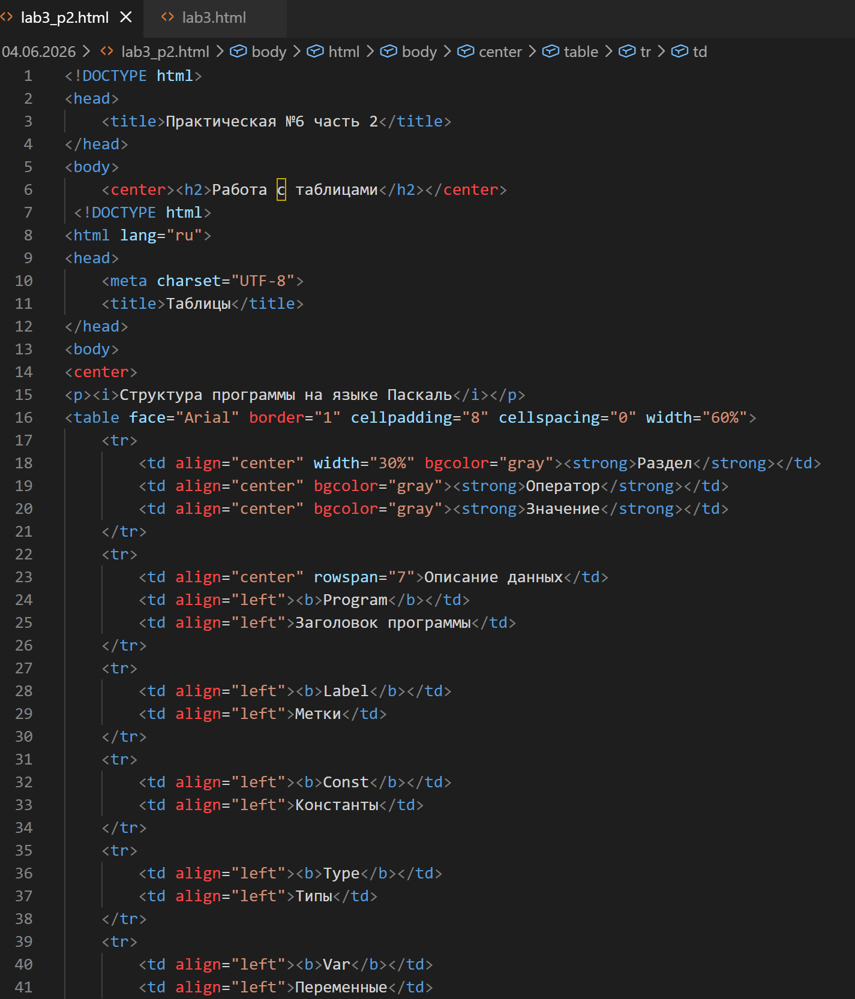 lab3_p2.html lab3.html
04.06.2026 > lab3_p2.html > body > html > body > center > table > tr > td
1 <!DOCTYPE html>
2 <head>
3 <title>Практическая №6 часть 2</title>
4 </head>
5 <body>
6 <center><h2>Работа с таблицами</h2></center>
7 <!DOCTYPE html>
8 <html lang="ru">
9 <head>
10 <meta charset="UTF-8">
11 <title>Таблицы</title>
12 </head>
13 <body>
14 <center>
15 <p><i>Структура программы на языке Паскаль</i></p>
16 <table face="Arial" border="1" cellpadding="8" cellspacing="0" width="60%">
17 <tr>
18 <td align="center" width="30%" bgcolor="gray"><strong>Раздел</strong></td>
19 <td align="center" bgcolor="gray"><strong>Оператор</strong></td>
20 <td align="center" bgcolor="gray"><strong>Значение</strong></td>
21 </tr>
22 <tr>
23 <td align="center" rowspan="7">Описание данных</td>
24 <td align="left"><b>Program</b></td>
25 <td align="left">Заголовок программы</td>
26 </tr>
27 <tr>
28 <td align="left"><b>Label</b></td>
29 <td align="left">Метки</td>
30 </tr>
31 <tr>
32 <td align="left"><b>Const</b></td>
33 <td align="left">Константы</td>
34 </tr>
35 <tr>
36 <td align="left"><b>Type</b></td>
37 <td align="left">Типы</td>
38 </tr>
39 <tr>
40 <td align="left"><b>Var</b></td>
41 <td align="left">Переменные</td>